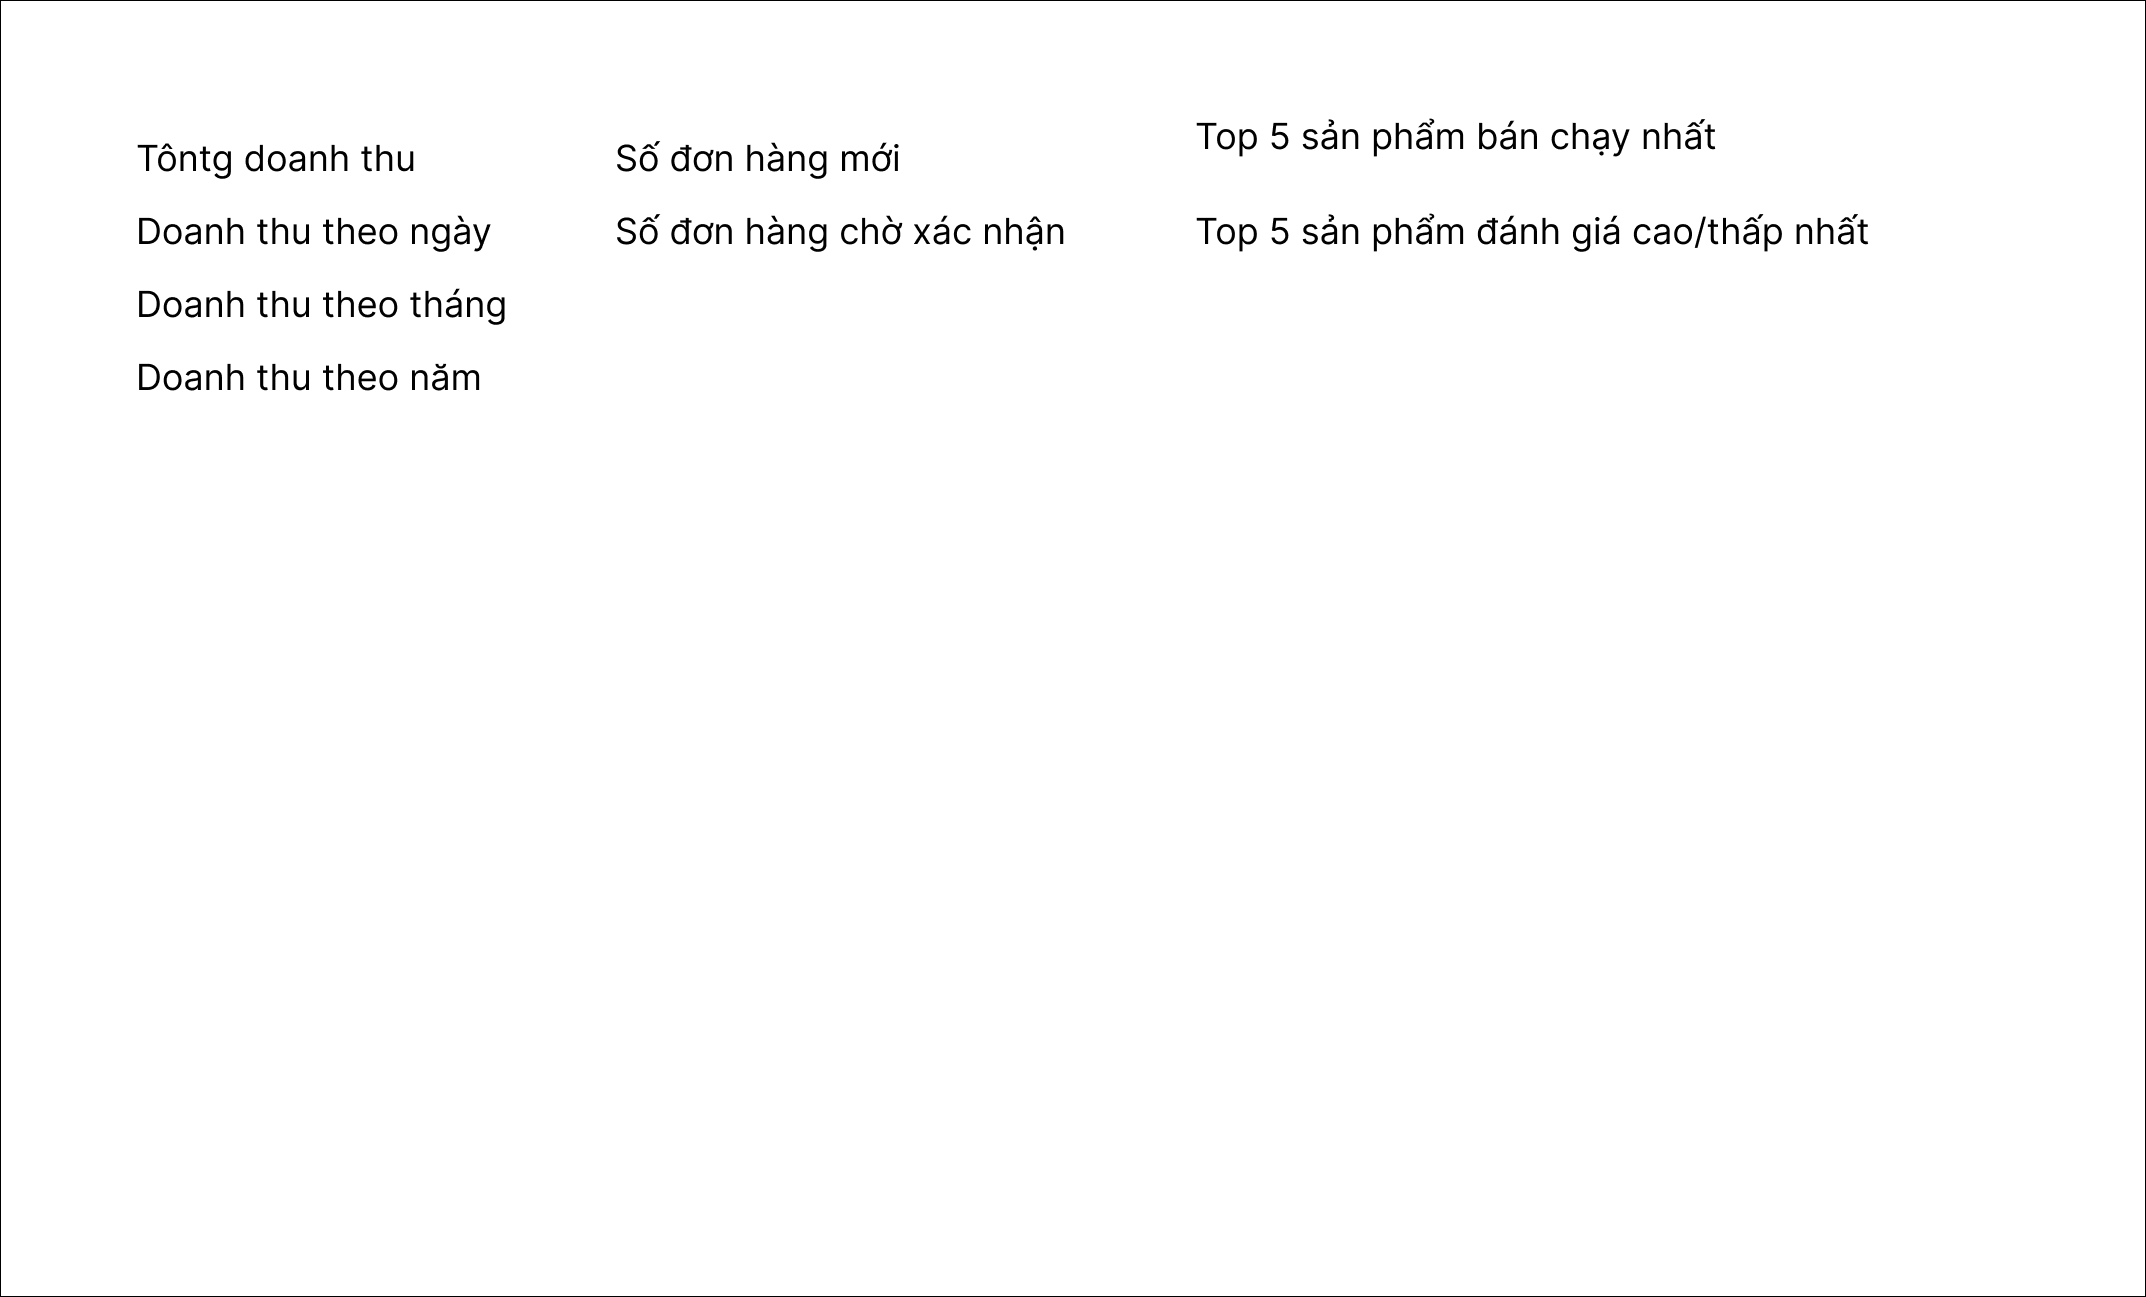 Tôntg doanh thu
Doanh thu theo ngày
Doanh thu theo tháng
Doanh thu theo năm
Số đơn hàng mới
Số đơn hàng chờ xác nhận
Top 5 sản phẩm bán chạy nhất
Top 5 sản phẩm đánh giá cao/thấp nhất